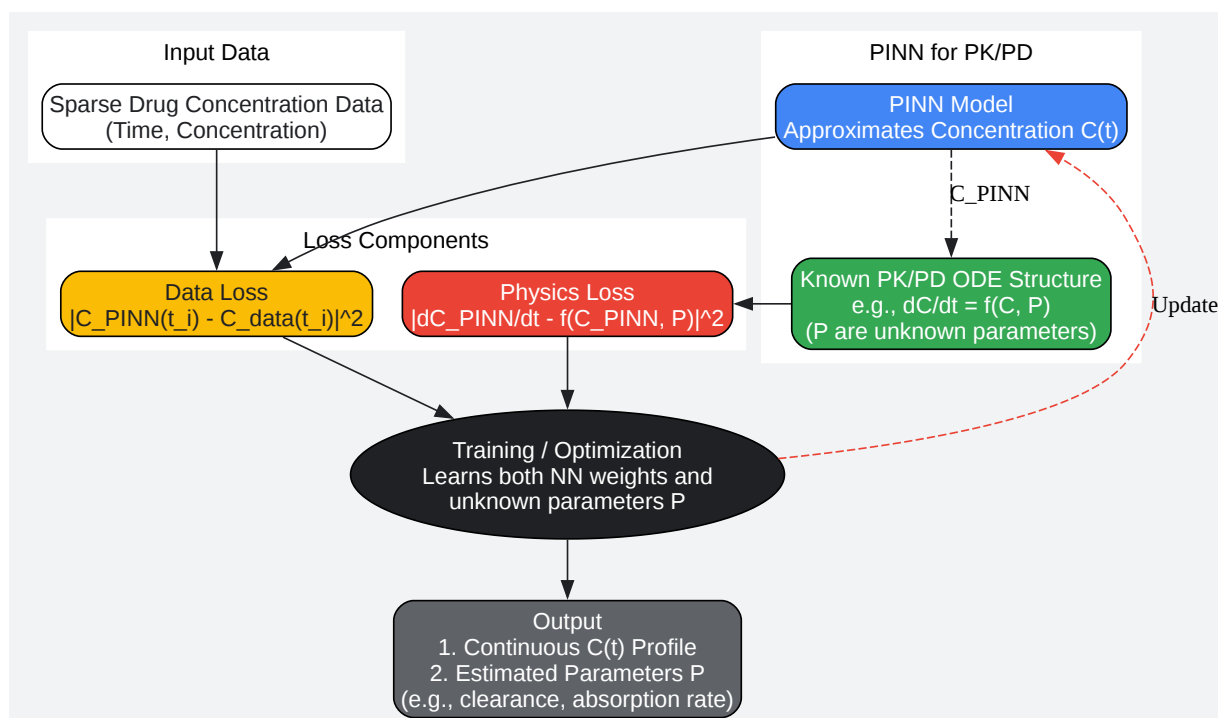 Input Data
Sparse Drug Concentration Data
(Time, Concentration)
PINN for PK/PD
PINN Model
Approximates Concentration C(t)
C_PINN
Known PK/PD ODE Structure
e.g., dC/dt = f(C, P)
(P are unknown parameters)
Update
Loss Components
Data Loss
|C_PINN(t_i) - C_data(t_i)|^2
Physics Loss
|dC_PINN/dt - f(C_PINN, P)|^2
Training / Optimization
Learns both NN weights and
unknown parameters P
Output
1. Continuous C(t) Profile
2. Estimated Parameters P
(e.g., clearance, absorption rate)